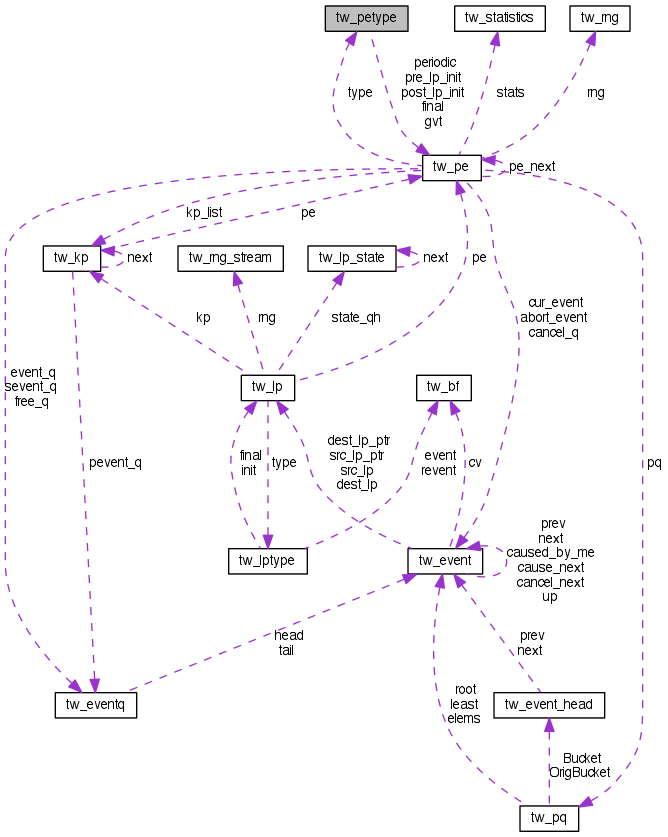 tw_petype
tw_statistics
tw_rng
periodic
pre_lp_init
post_lp_init
final
gvt
type
stats
rng
tw_pe
pe_next
kp_list
pe
tw_kp
next
tw_rng_stream
tw_lp_state
next
pe
cur_event
abort_event
cancel_q
kp
rng
state_qh
event_q
sevent_q
free_q
tw_lp
tw_bf
pevent_q
final
init
type
dest_lp_ptr
src_lp_ptr
src_lp
dest_lp
event
revent
cv
pq
prev
next
caused_by_me
cause_next
cancel_next
up
tw_lptype
tw_event
head
tail
prev
next
root
least
elems
tw_eventq
tw_event_head
Bucket
OrigBucket
tw_pq